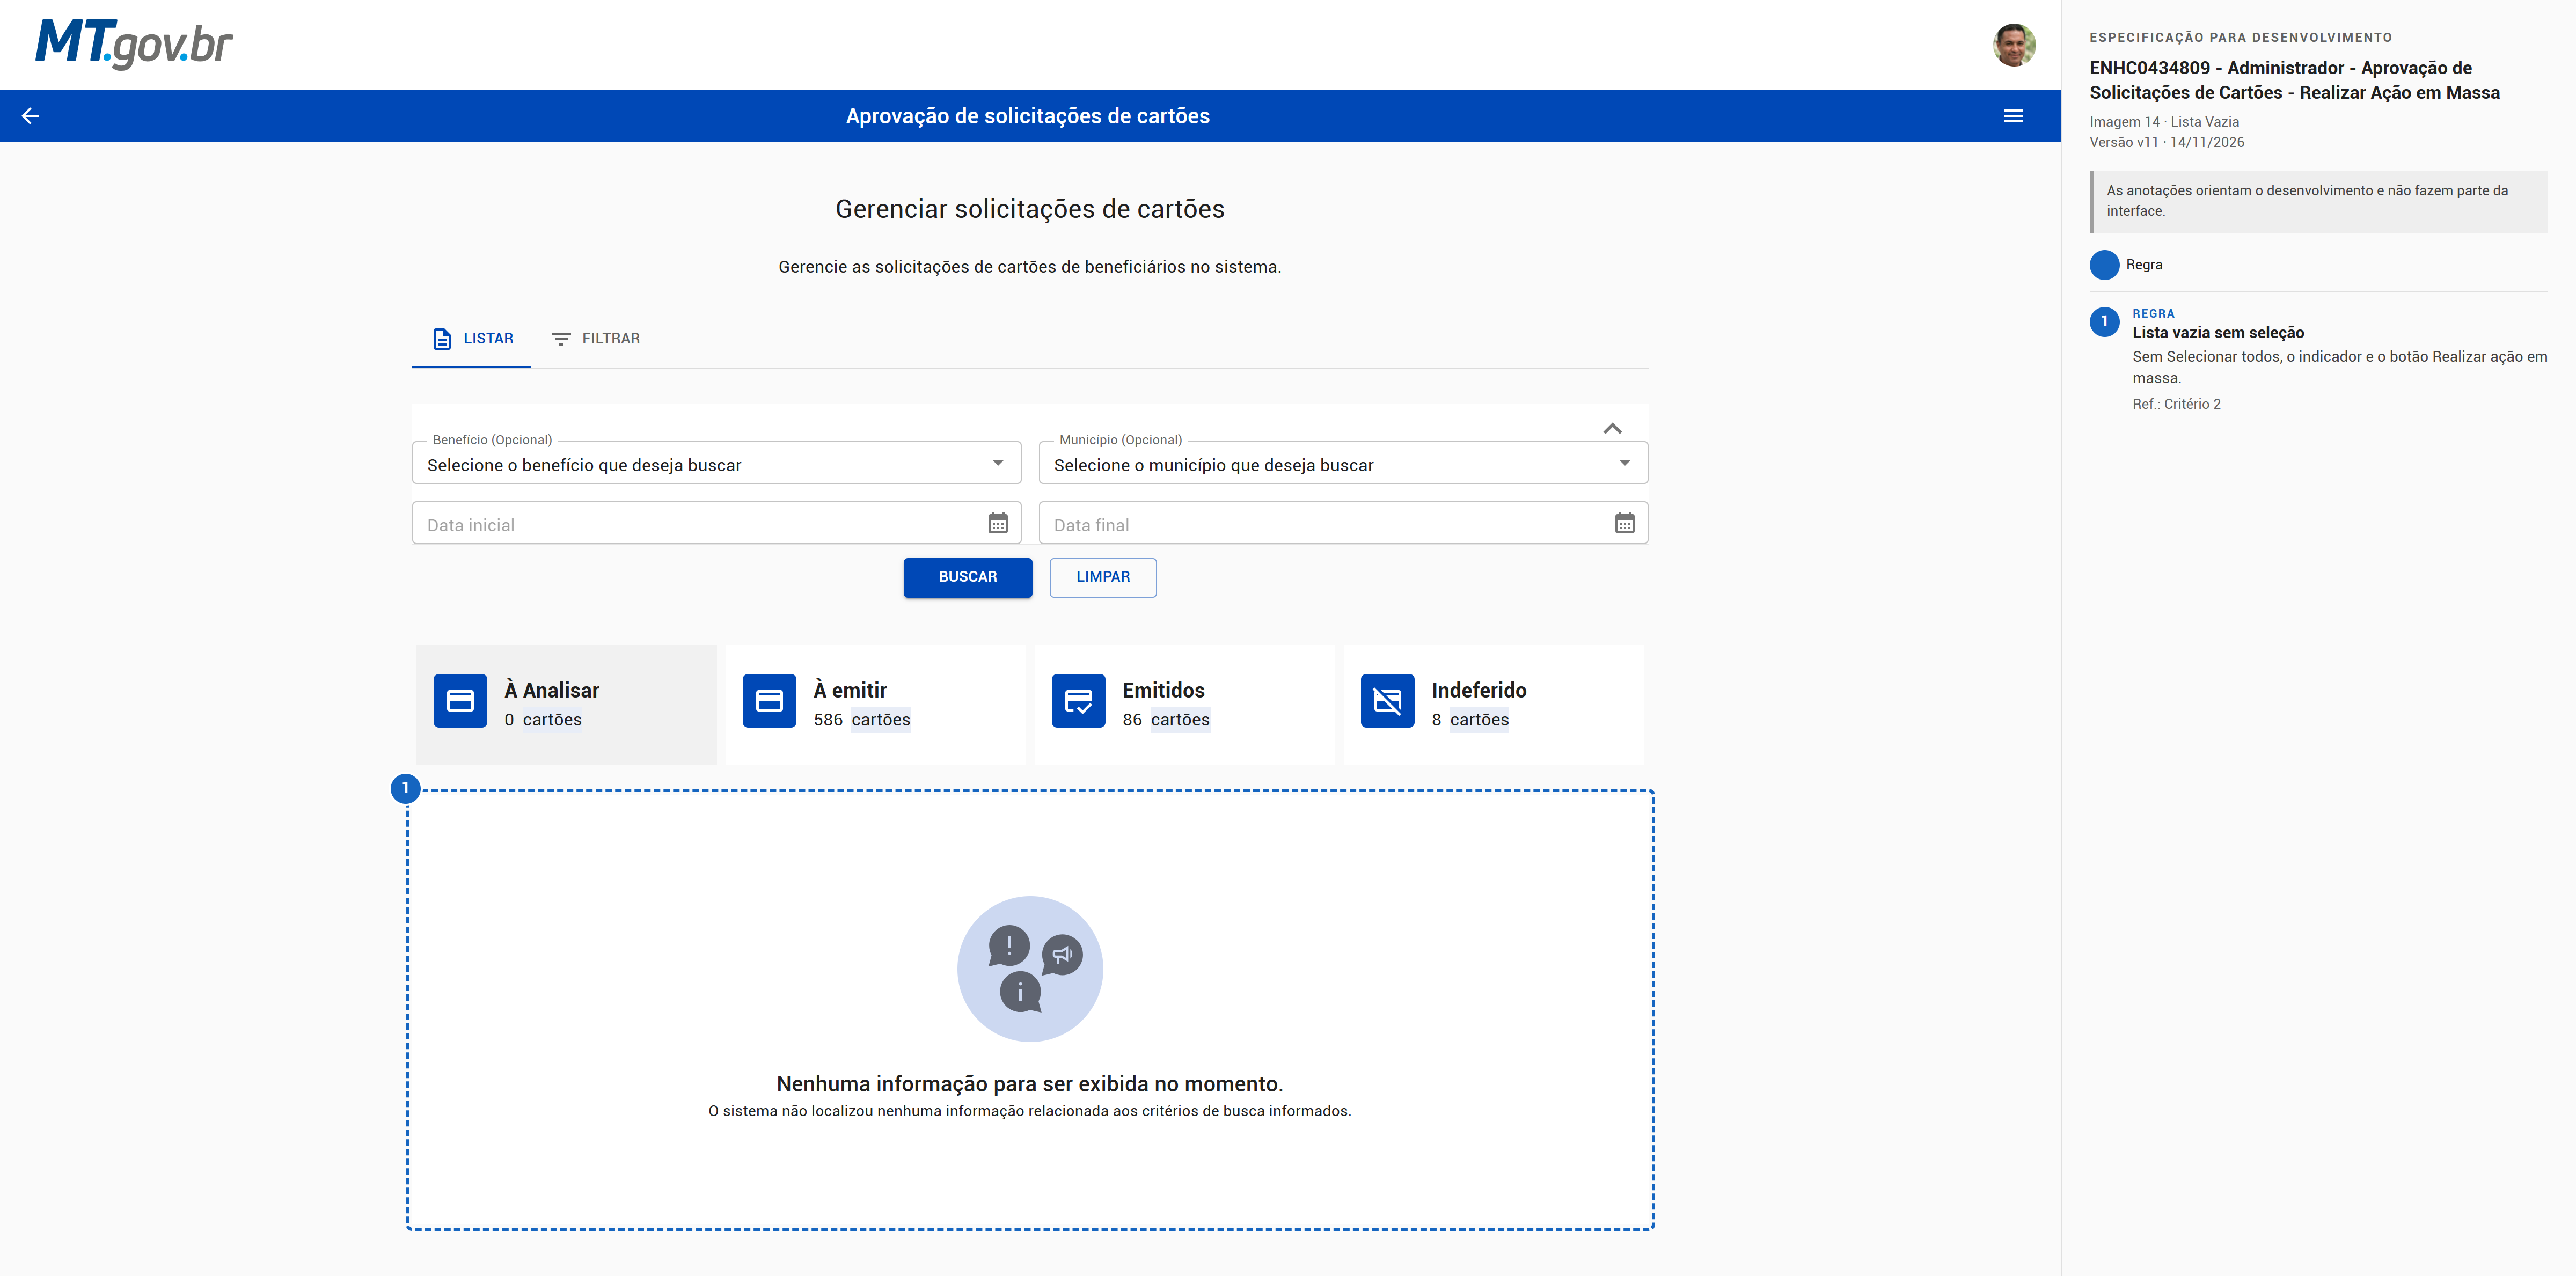 MT.gov.br
Aprovação de solicitações de cartões
Gerenciar solicitações de cartões
Gerencie as solicitações de cartões de beneficiários no sistema.
LISTAR
FILTRAR
Benefício (Opcional)
Selecione o benefício que deseja buscar
Município (Opcional)
Selecione o município que deseja buscar
Data inicial
Data final
BUSCAR
LIMPAR
À Analisar
0 cartões
À emitir
586 cartões
Emitidos
86 cartões
Indeferido
8 cartões
1
Nenhuma informação para ser exibida no momento.
O sistema não localizou nenhuma informação relacionada aos critérios de busca informados.
ESPECIFICAÇÃO PARA DESENVOLVIMENTO
ENHC0434809 - Administrador - Aprovação de
Solicitações de Cartões - Realizar Ação em Massa
Imagem 14 · Lista Vazia
Versão v11 · 14/11/2026
As anotações orientam o desenvolvimento e não fazem parte da
interface.
Regra
1
REGRA
Lista vazia sem seleção
Sem Selecionar todos, o indicador e o botão Realizar ação em
massa.
Ref.: Critério 2